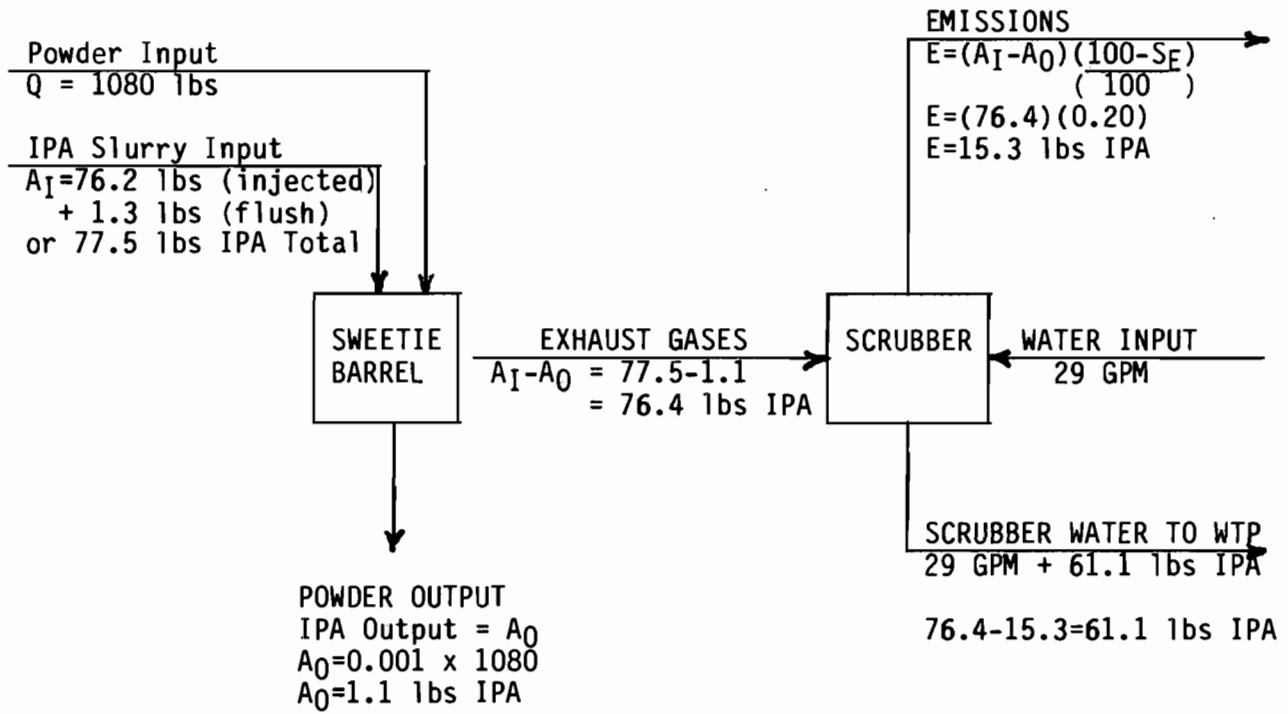 Powder Input
Q = 1080 lbs
IPA Slurry Input
AI=76.2 lbs (injected)
+ 1.3 lbs (flush)
or 77.5 lbs IPA Total
SWEETIE
BARREL
POWDER OUTPUT
IPA Output = AO
AO=0.001 x 1080
AO=1.1 lbs IPA
EXHAUST GASES
AI-AO = 77.5-1.1
= 76.4 lbs IPA
SCRUBBER
EMISSIONS
E=(AI-AO)(100-SE)
( 100 )
E=(76.4)(0.20)
E=15.3 lbs IPA
WATER INPUT
29 GPM
SCRUBBER WATER TO WTP
29 GPM + 61.1 lbs IPA
76.4-15.3=61.1 lbs IPA